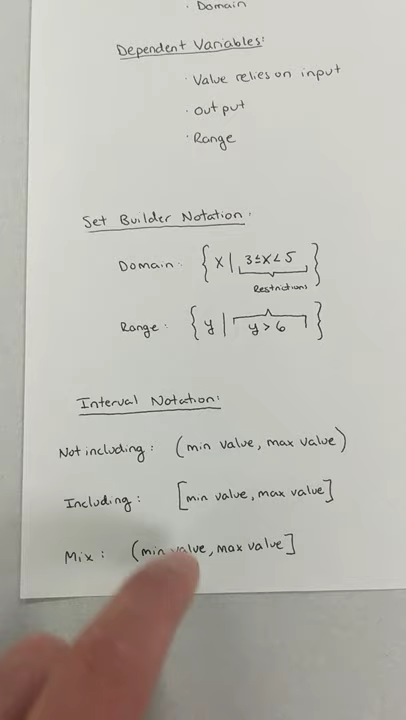 · Domain
Dependent Variables:
· Value relies on input
· output
· Range
Set Builder Notation:
Domain: {x | 3≤x<5}
Restrictions
Range: {y | y>6}
Interval Notation:
Not including: (min value, max value)
Including: [min value, max value]
Mix: (min value, max value]